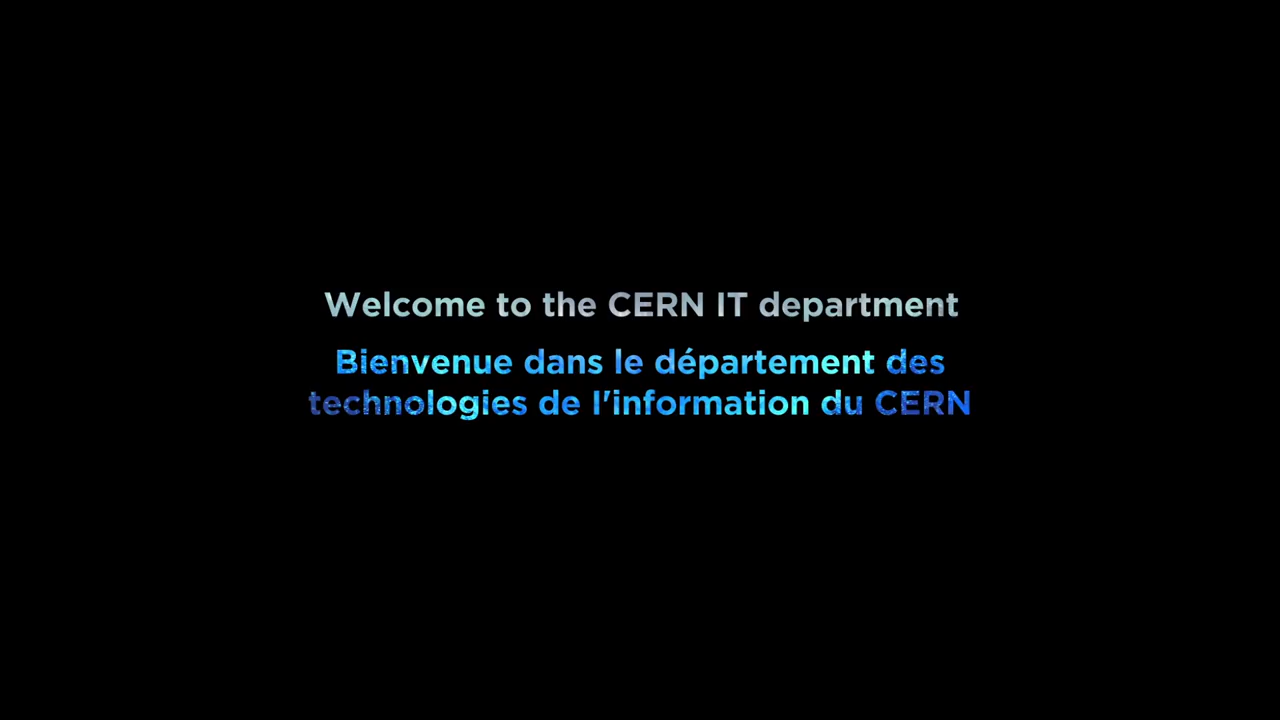 Welcome to the CERN IT department
Bienvenue dans le département des
technologies de l'information du CERN